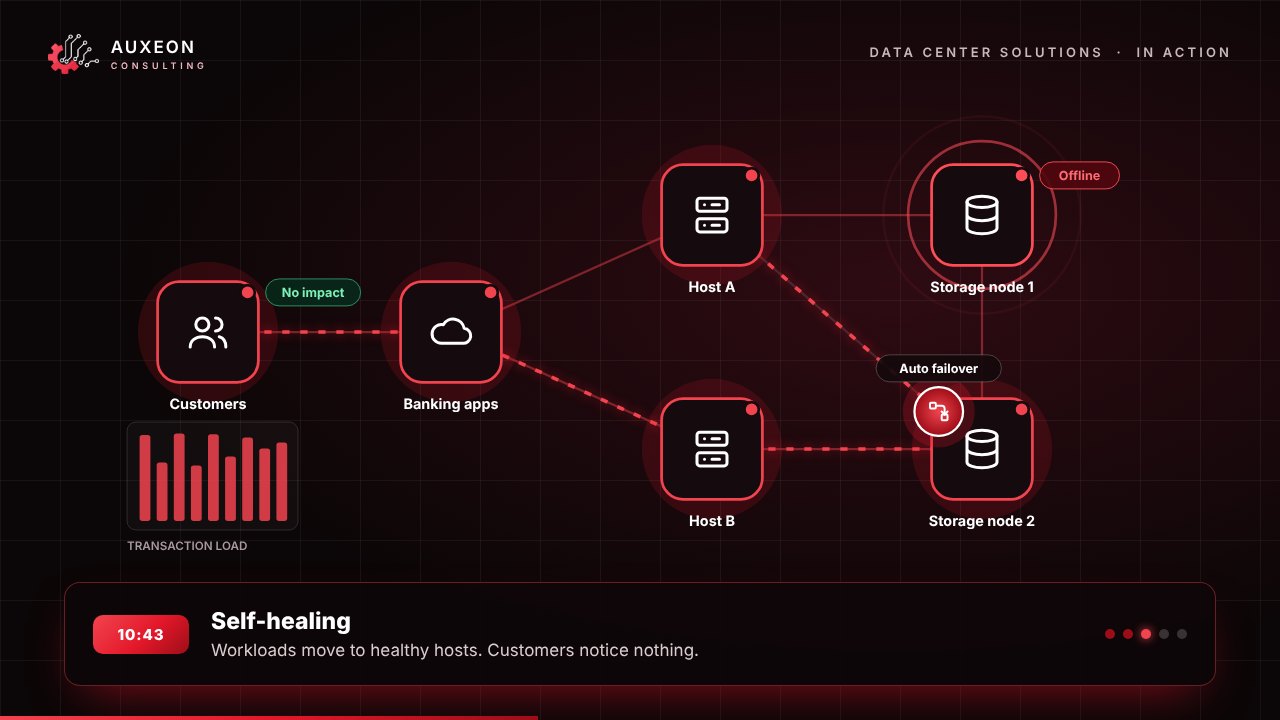 AUXEON
CONSULTING
DATA CENTER SOLUTIONS · IN ACTION
Offline
No impact
Host A
Storage node 1
Auto failover
Customers
Banking apps
Host B
Storage node 2
TRANSACTION LOAD
10:43
Self-healing
Workloads move to healthy hosts. Customers notice nothing.